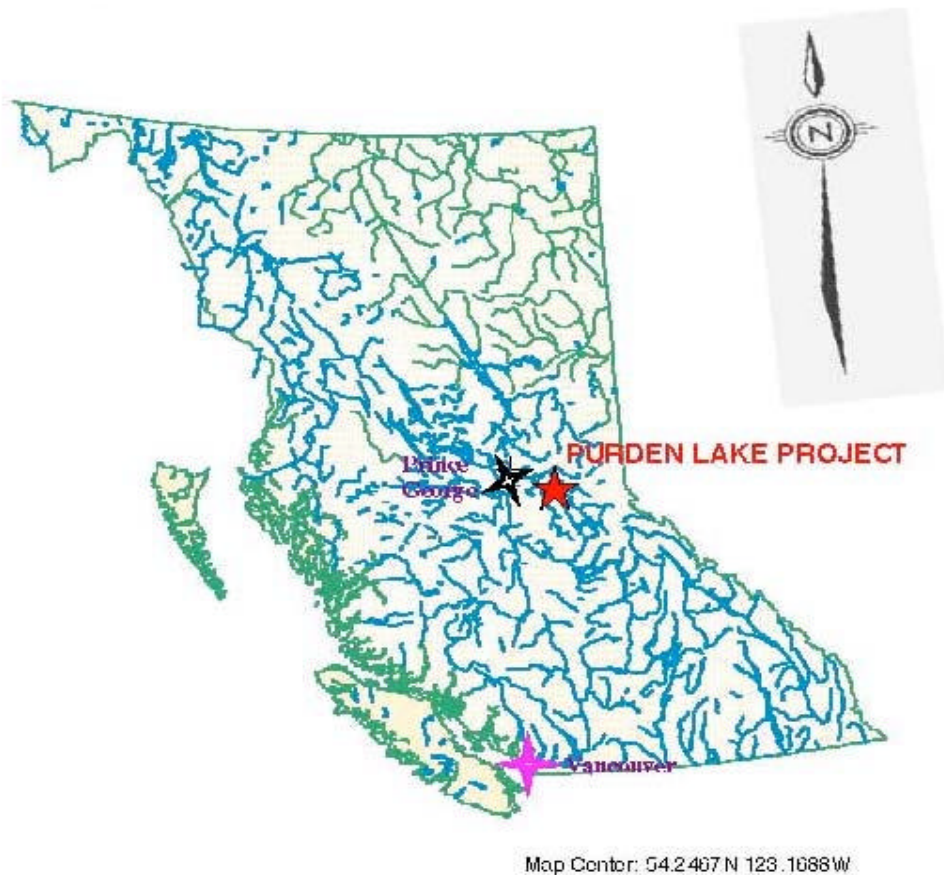 N
PURDEN LAKE PROJECT
Prince
George
Vancouver
Map Center: 54.2467 N 123.1688 W